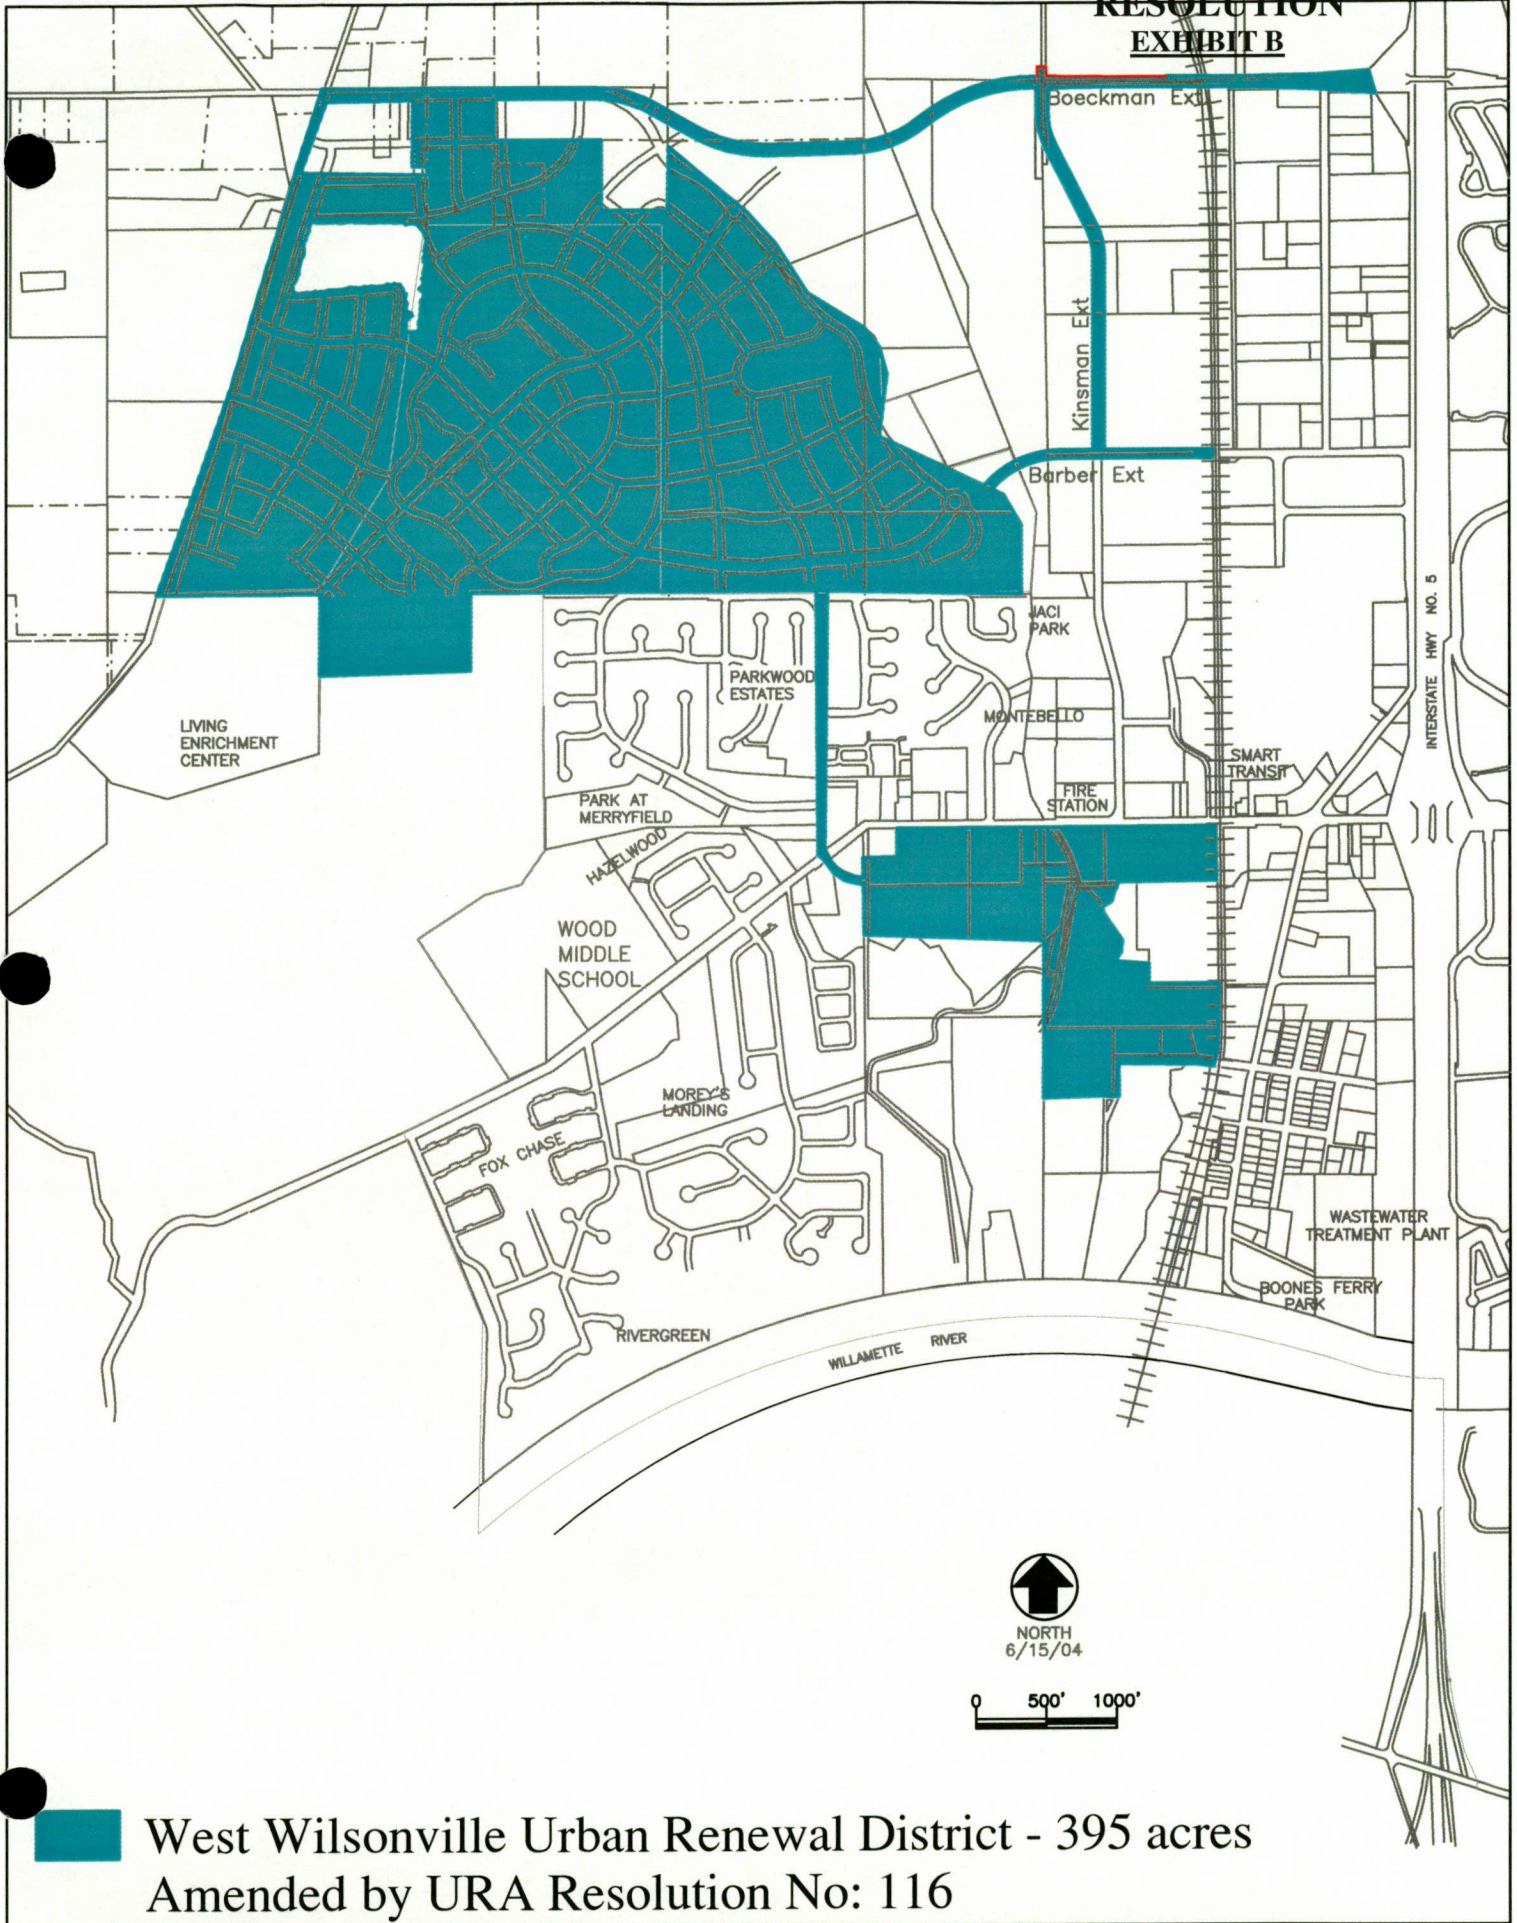 RESOLUTION
EXHIBIT B
Boeckman Ext
Kinsman Ext
Barber Ext
INTERSTATE HWY NO. 5
JACI
PARK
PARKWOOD
ESTATES
MONTEBELLO
LIVING
ENRICHMENT
CENTER
SMART
TRANSIT
FIRE
STATION
PARK AT
MERRYFIELD
HAZELWOOD
WOOD
MIDDLE
SCHOOL
MOREY'S
LANDING
FOX CHASE
WASTEWATER
TREATMENT PLANT
BOONES FERRY
PARK
RIVERGREEN
WILLAMETTE RIVER
NORTH
6/15/04
0 500' 1000'
West Wilsonville Urban Renewal District - 395 acres
Amended by URA Resolution No: 116